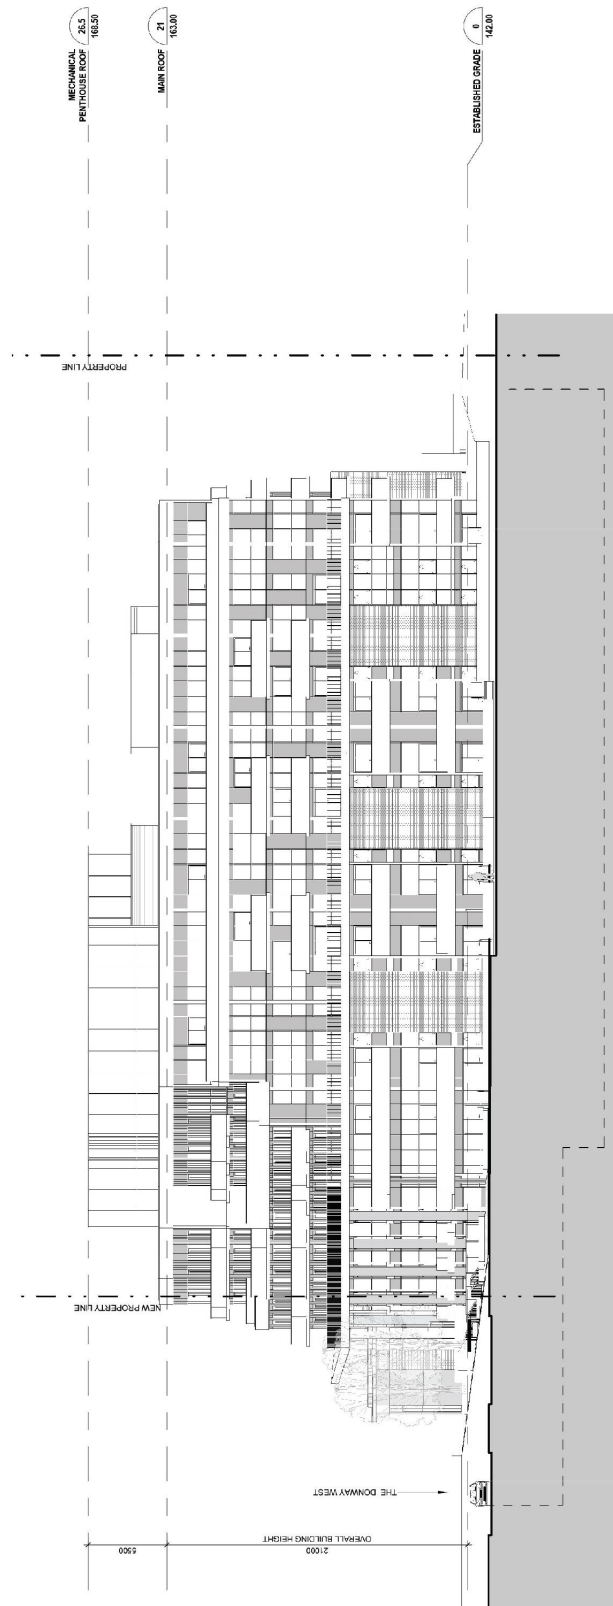 26.5
168.50
MECHANICAL
PENTHOUSE ROOF
21
163.00
MAIN ROOF
0
142.00
ESTABLISHED GRADE
PROPERTY LINE
NEW PROPERTY LINE
THE DONWAY WEST
OVERALL BUILDING HEIGHT
5500
21000